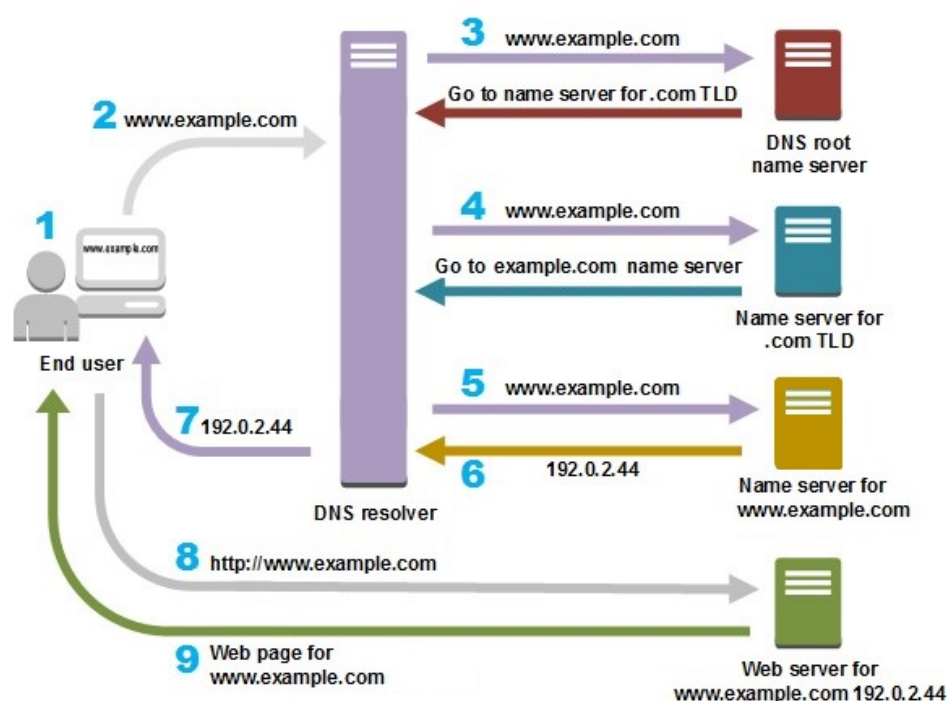 3 www.example.com
Go to name server for .com TLD
DNS root
name server
2 www.example.com
1
www.example.com
End user
4 www.example.com
Go to example.com name server
Name server for
.com TLD
5 www.example.com
6 192.0.2.44
Name server for
www.example.com
7 192.0.2.44
DNS resolver
8 http://www.example.com
9 Web page for
www.example.com
Web server for
www.example.com 192.0.2.44